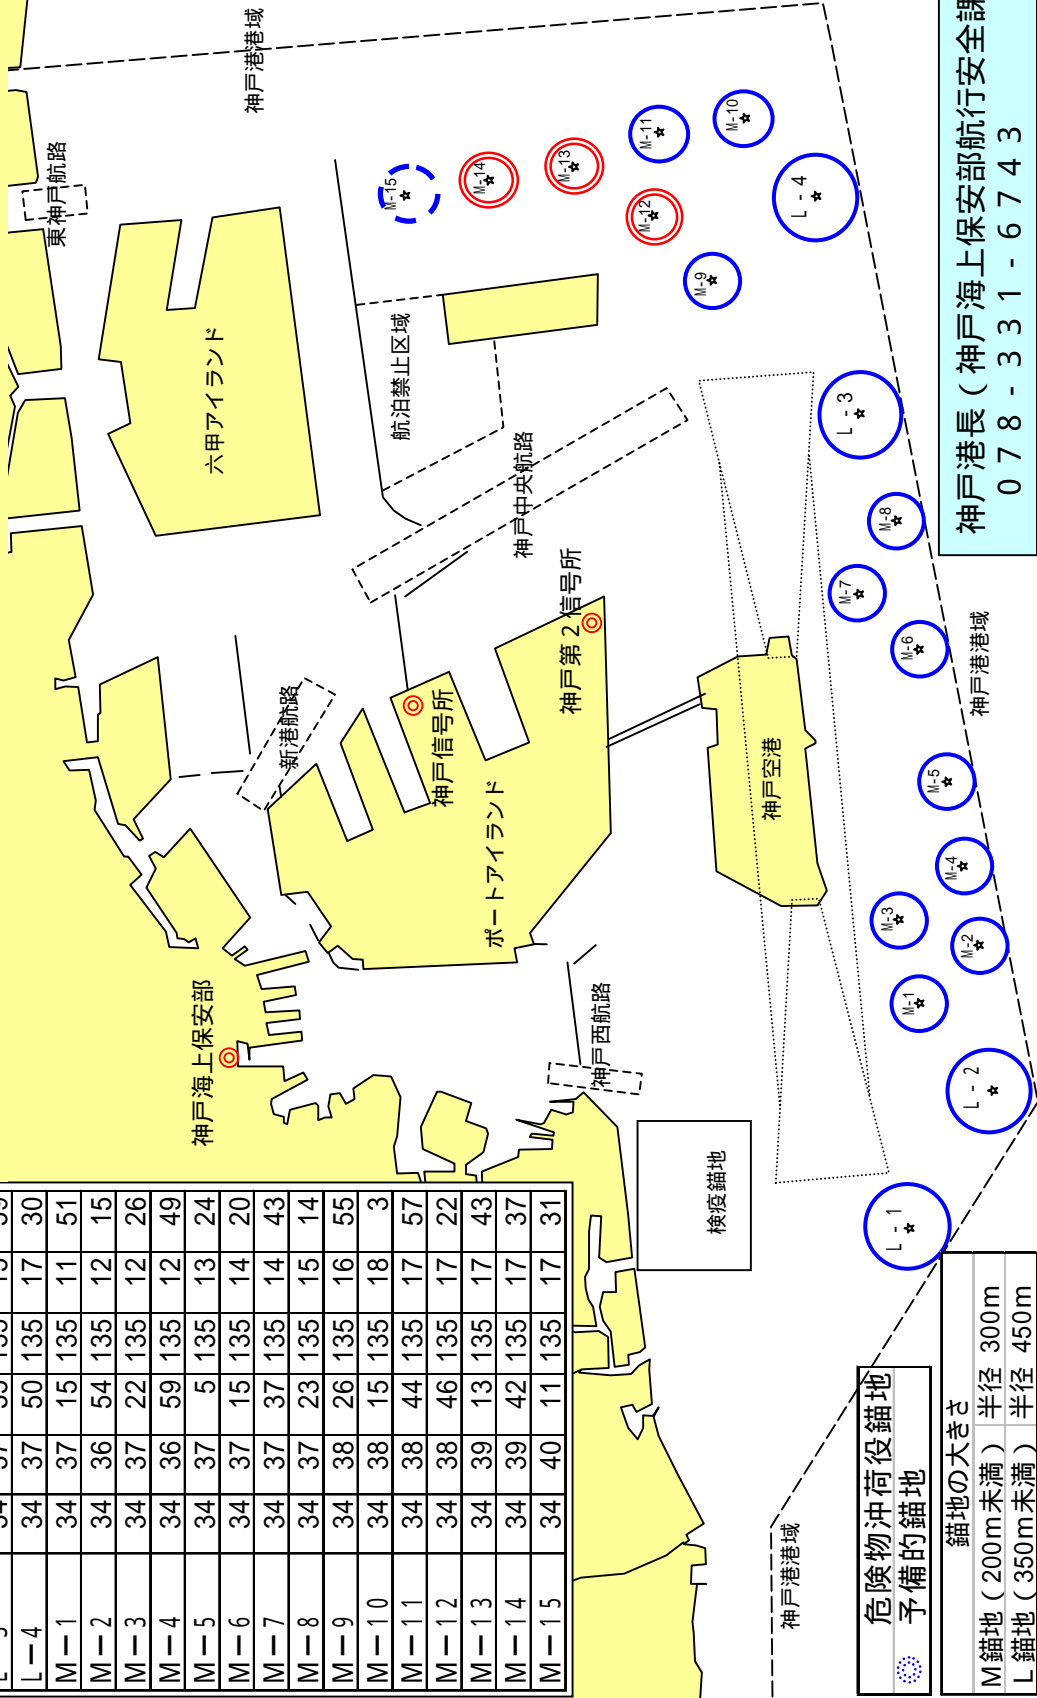 L－4 34 37 50 135 17 30
M－1 34 37 15 135 11 51
M－2 34 36 54 135 12 15
M－3 34 37 22 135 12 26
M－4 34 36 59 135 12 49
M－5 34 37 5 135 13 24
M－6 34 37 15 135 14 20
M－7 34 37 37 135 14 43
M－8 34 37 23 135 15 14
M－9 34 38 26 135 16 55
M－10 34 38 15 135 18 3
M－11 34 38 44 135 17 57
M－12 34 38 46 135 17 22
M－13 34 39 13 135 17 43
M－14 34 39 42 135 17 37
M－15 34 40 11 135 17 31
神戸海上保安部
新港航路
東神戸航路
神戸港港域
六甲アイランド
航泊禁止区域
神戸中央航路
神戸信号所
神戸第２信号所
ポートアイランド
神戸西航路
神戸空港
検疫錨地
M-15
M-14
M-13
M-12
M-11
M-10
M-9
L - 4
L - 3
M-8
M-7
M-6
M-5
M-4
M-3
M-2
M-1
L - 2
L - 1
神戸港港域
神戸港港域
危険物沖荷役錨地
予備的錨地
錨地の大きさ
M錨地（200m未満） 半径 300m
L錨地（350m未満） 半径 450m
神戸港長（神戸海上保安部航行安全課
０７８-３３１-６７４３